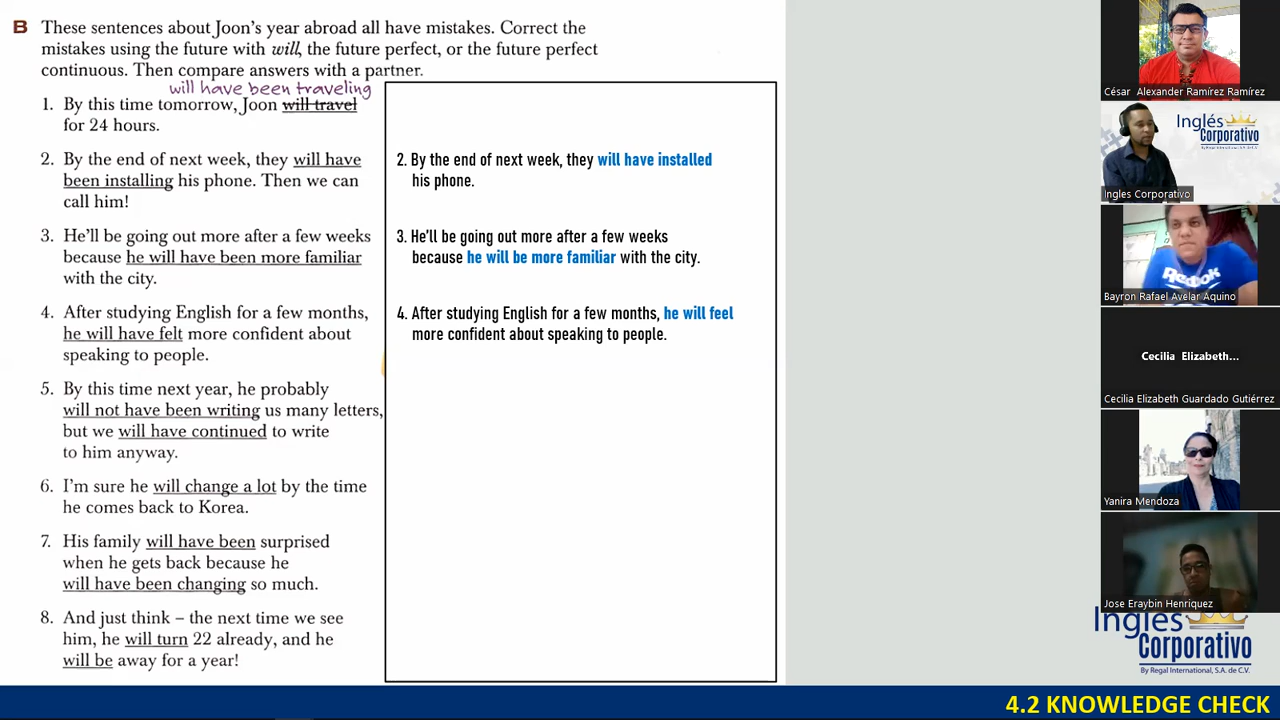 B These sentences about Joon's year abroad all have mistakes. Correct the
mistakes using the future with will, the future perfect, or the future perfect
continuous. Then compare answers with a partner.
will have been traveling
1. By this time tomorrow, Joon will travel
for 24 hours.
2. By the end of next week, they will have
been installing his phone. Then we can
call him!
3. He'll be going out more after a few weeks
because he will have been more familiar
with the city.
4. After studying English for a few months,
he will have felt more confident about
speaking to people.
5. By this time next year, he probably
will not have been writing us many letters,
but we will have continued to write
to him anyway.
6. I'm sure he will change a lot by the time
he comes back to Korea.
7. His family will have been surprised
when he gets back because he
will have been changing so much.
8. And just think – the next time we see
him, he will turn 22 already, and he
will be away for a year!
2. By the end of next week, they will have installed
his phone.
3. He'll be going out more after a few weeks
because he will be more familiar with the city.
4. After studying English for a few months, he will feel
more confident about speaking to people.
César Alexander Ramírez Ramírez
Inglés
Corporativo
By Regal International, S.A. de C.V.
Ingles Corporativo
Reebok
Bayron Rafael Avelar Aquino
Cecilia Elizabeth...
Cecilia Elizabeth Guardado Gutiérrez
Yanira Mendoza
Jose Eraybin Henriquez
Inglés
Corporativo
By Regal International, S.A. de C.V.
4.2 KNOWLEDGE CHECK